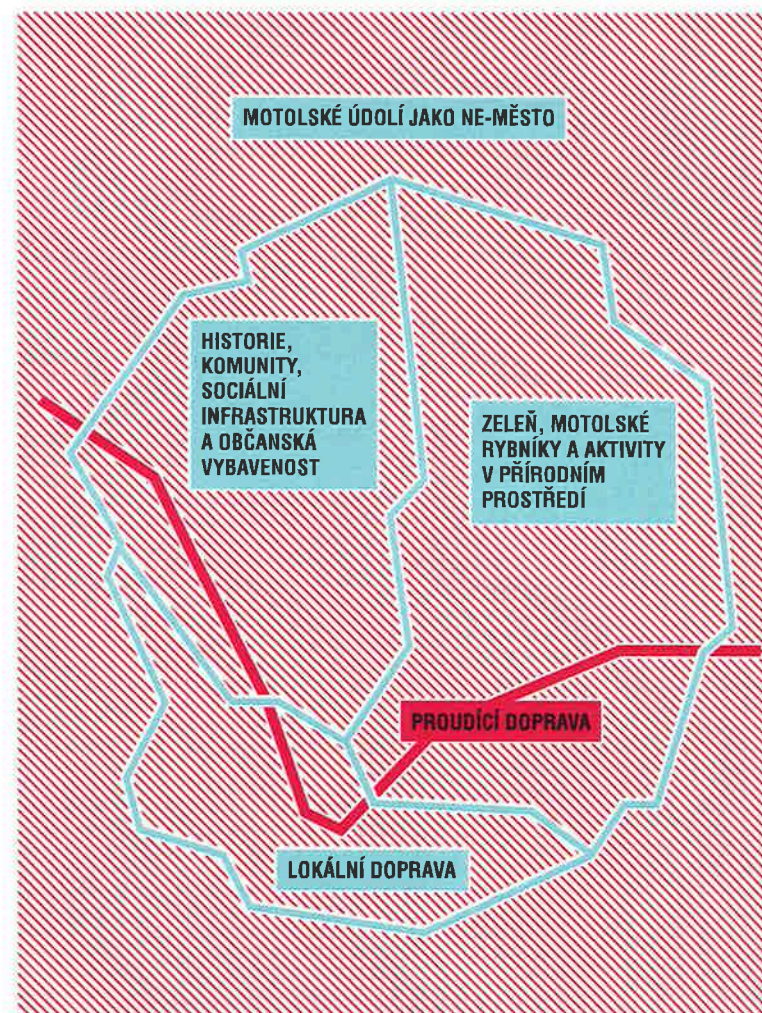 MOTOLSKÉ ÚDOLÍ JAKO NE-MĚSTO
HISTORIE,
KOMUNITY,
SOCIÁLNÍ
INFRASTRUKTURA
A OBČANSKÁ
VYBAVENOST
ZELEŇ, MOTOLSKÉ
RYBNÍKY A AKTIVITY
V PŘÍRODNÍM
PROSTŘEDÍ
PROUDÍCÍ DOPRAVA
LOKÁLNÍ DOPRAVA